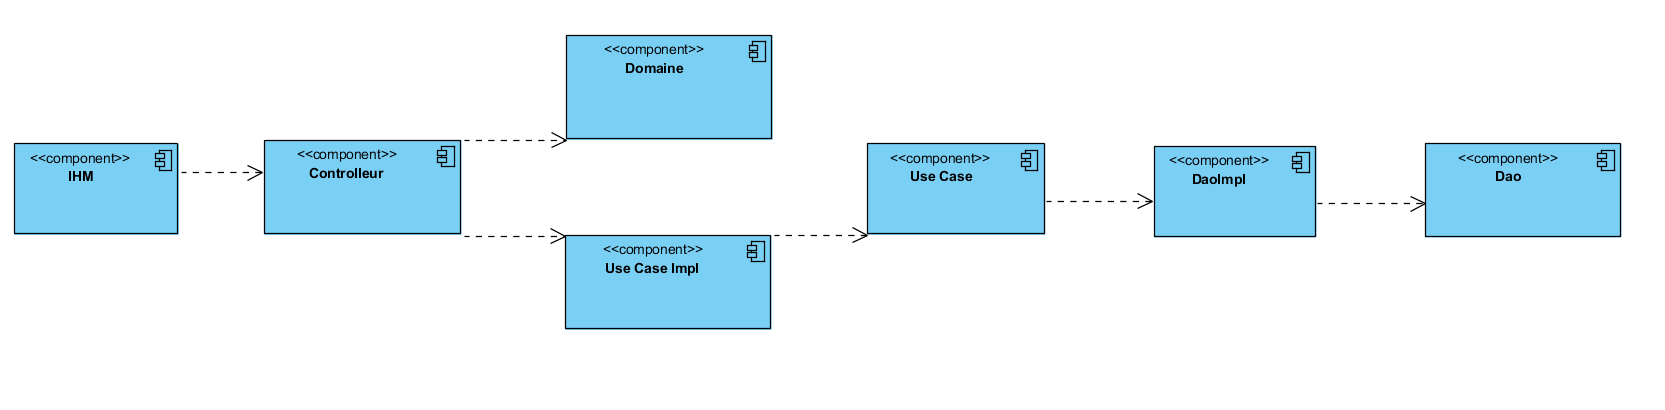 <<component>>
Domaine
<<component>>
IHM
<<component>>
Controlleur
<<component>>
Use Case Impl
<<component>>
Use Case
<<component>>
DaoImpl
<<component>>
Dao